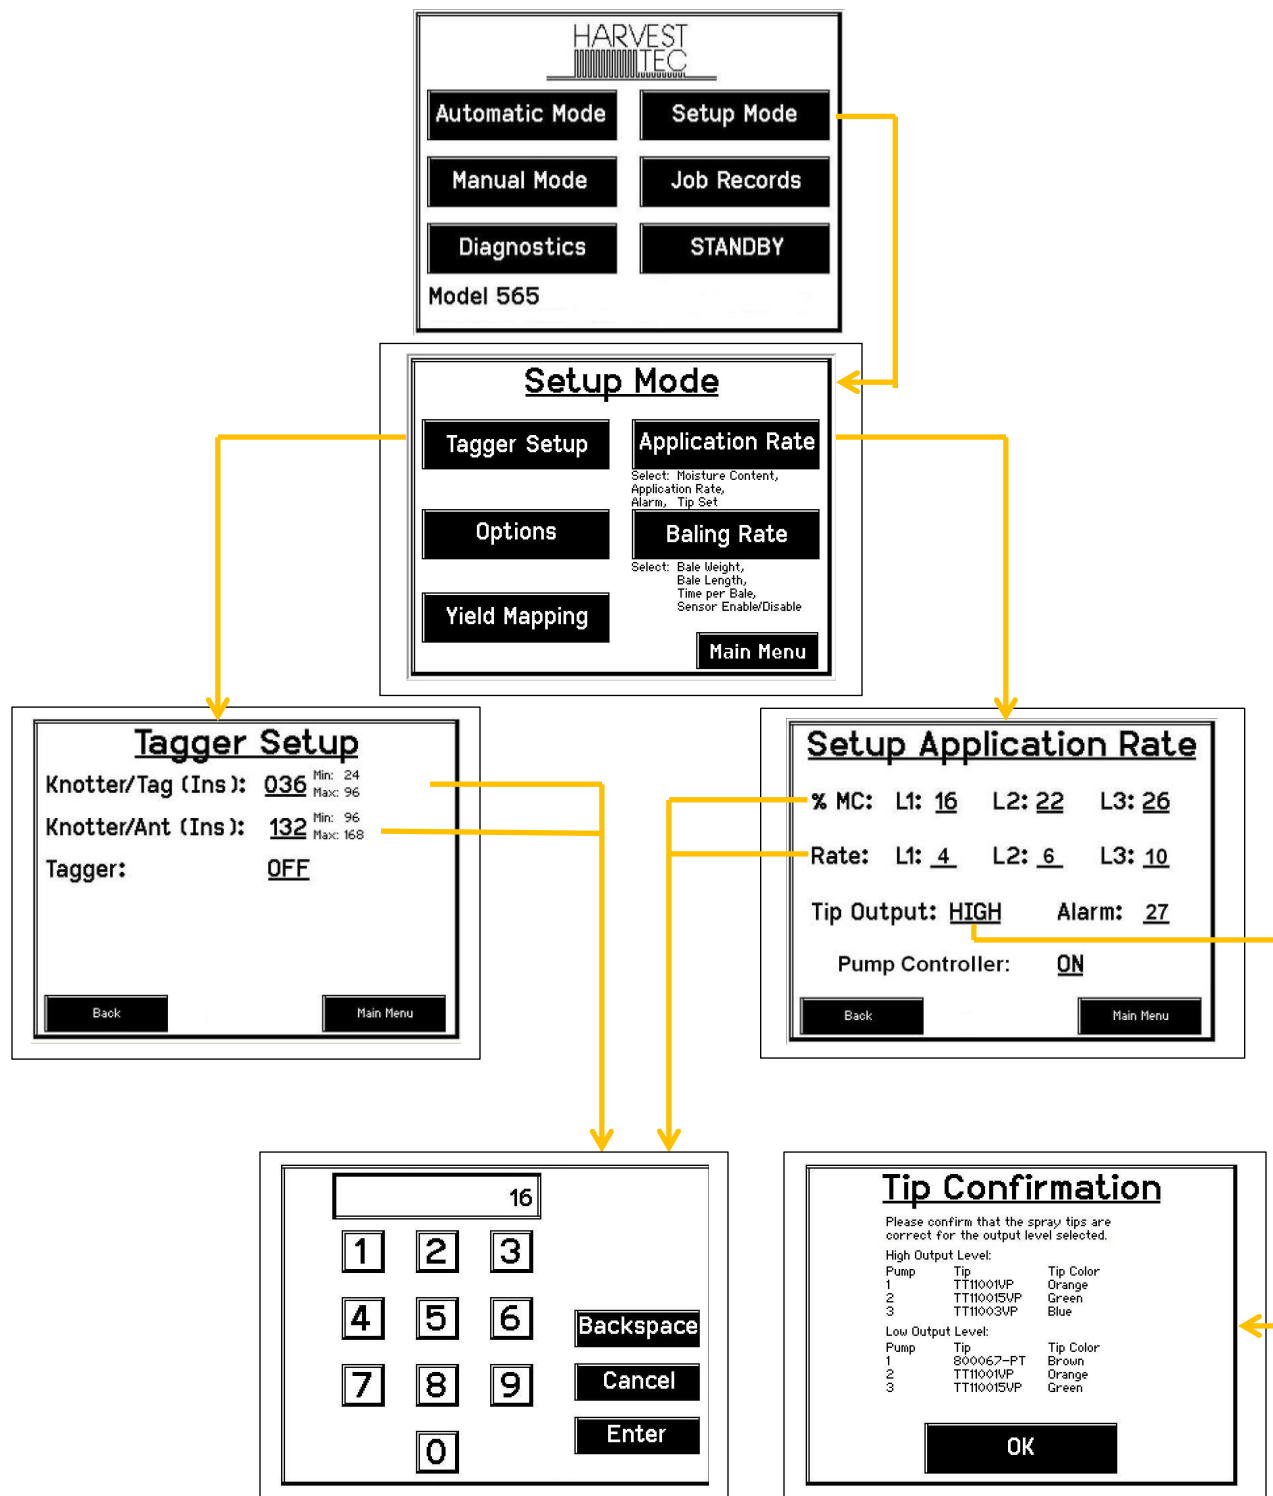 HARVEST
TEC
Automatic Mode
Setup Mode
Manual Mode
Job Records
Diagnostics
STANDBY
Model 565
Setup Mode
Tagger Setup
Application Rate
Select: Moisture Content,
Application Rate,
Alarm, Tip Set
Options
Baling Rate
Select: Bale Weight,
Bale Length,
Time per Bale,
Sensor Enable/Disable
Yield Mapping
Main Menu
Tagger Setup
Knotter/Tag (Ins): 036 Min: 24
Max: 96
Knotter/Ant (Ins): 132 Min: 96
Max: 168
Tagger: OFF
Back Main Menu
Setup Application Rate
% MC: L1: 16 L2: 22 L3: 26
Rate: L1: 4 L2: 6 L3: 10
Tip Output: HIGH Alarm: 27
Pump Controller: ON
Back Main Menu
16
1 2 3
4 5 6
7 8 9
0
Backspace
Cancel
Enter
Tip Confirmation
Please confirm that the spray tips are
correct for the output level selected.
High Output Level:
Pump Tip Tip Color
1 TT11001VP Orange
2 TT110015VP Green
3 TT11003VP Blue
Low Output Level:
Pump Tip Tip Color
1 800067-PT Brown
2 TT11001VP Orange
3 TT110015VP Green
OK